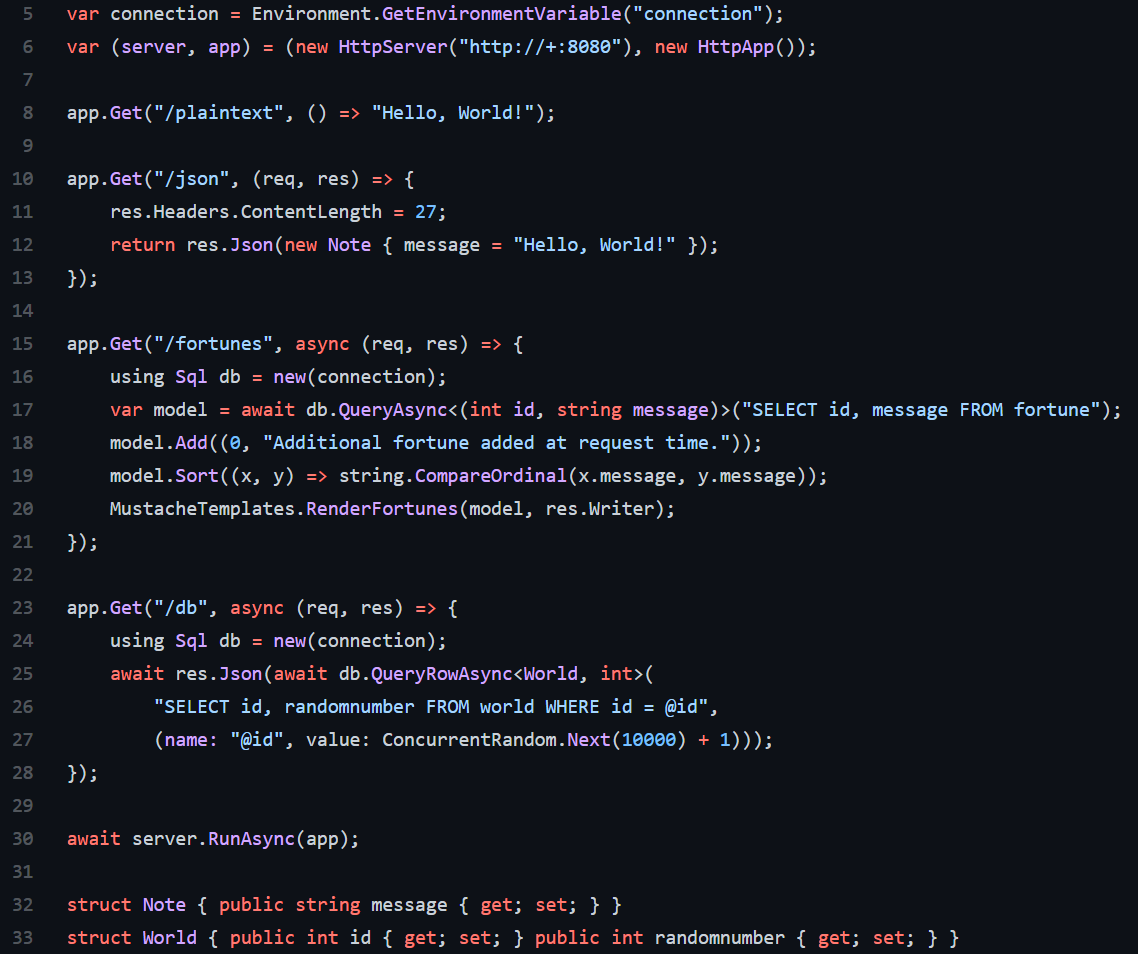 5 var connection = Environment.GetEnvironmentVariable("connection");
6 var (server, app) = (new HttpServer("http://+:8080"), new HttpApp());
7
8 app.Get("/plaintext", () => "Hello, World!");
9
10 app.Get("/json", (req, res) => {
11     res.Headers.ContentLength = 27;
12     return res.Json(new Note { message = "Hello, World!" });
13 });
14
15 app.Get("/fortunes", async (req, res) => {
16     using Sql db = new(connection);
17     var model = await db.QueryAsync<(int id, string message)>("SELECT id, message FROM fortune");
18     model.Add((0, "Additional fortune added at request time."));
19     model.Sort((x, y) => string.CompareOrdinal(x.message, y.message));
20     MustacheTemplates.RenderFortunes(model, res.Writer);
21 });
22
23 app.Get("/db", async (req, res) => {
24     using Sql db = new(connection);
25     await res.Json(await db.QueryRowAsync<World, int>(
26         "SELECT id, randomnumber FROM world WHERE id = @id",
27         (name: "@id", value: ConcurrentRandom.Next(10000) + 1)));
28 });
29
30 await server.RunAsync(app);
31
32 struct Note { public string message { get; set; } }
33 struct World { public int id { get; set; } public int randomnumber { get; set; } }